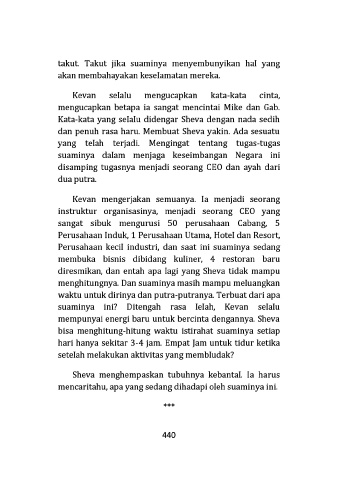 takut. Takut jika suaminya menyembunyikan hal yang
akan membahayakan keselamatan mereka.
Kevan selalu mengucapkan kata-kata cinta,
mengucapkan betapa ia sangat mencintai Mike dan Gab.
Kata-kata yang selalu didengar Sheva dengan nada sedih
dan penuh rasa haru. Membuat Sheva yakin. Ada sesuatu
yang telah terjadi. Mengingat tentang tugas-tugas
suaminya dalam menjaga keseimbangan Negara ini
disamping tugasnya menjadi seorang CEO dan ayah dari
dua putra.
Kevan mengerjakan semuanya. Ia menjadi seorang
instruktur organisasinya, menjadi seorang CEO yang
sangat sibuk mengurusi 50 perusahaan Cabang, 5
Perusahaan Induk, 1 Perusahaan Utama, Hotel dan Resort,
Perusahaan kecil industri, dan saat ini suaminya sedang
membuka bisnis dibidang kuliner, 4 restoran baru
diresmikan, dan entah apa lagi yang Sheva tidak mampu
menghitungnya. Dan suaminya masih mampu meluangkan
waktu untuk dirinya dan putra-putranya. Terbuat dari apa
suaminya ini? Ditengah rasa lelah, Kevan selalu
mempunyai energi baru untuk bercinta dengannya. Sheva
bisa menghitung-hitung waktu istirahat suaminya setiap
hari hanya sekitar 3-4 jam. Empat Jam untuk tidur ketika
setelah melakukan aktivitas yang membludak?
Sheva menghempaskan tubuhnya kebantal. Ia harus
mencaritahu, apa yang sedang dihadapi oleh suaminya ini.
***
440